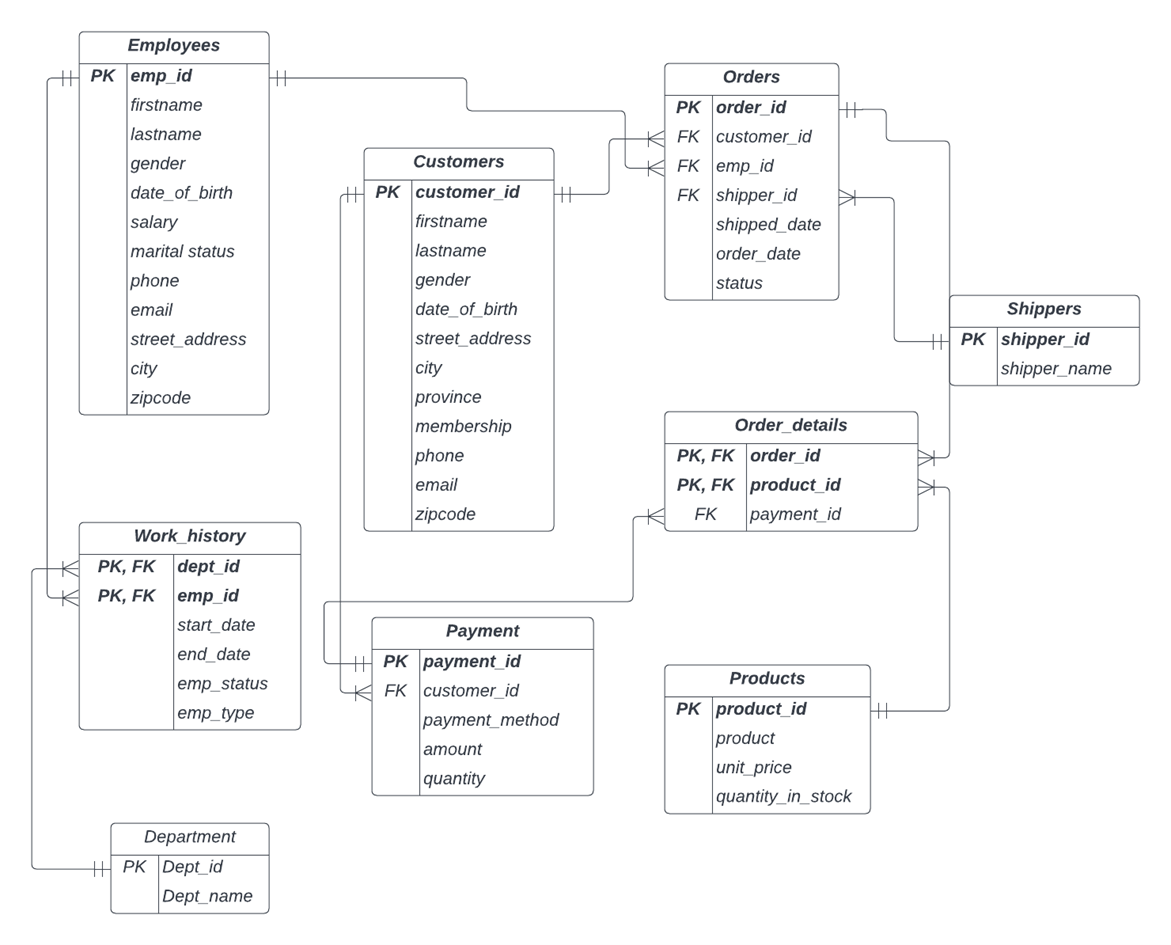 Employees
PK emp_id
firstname
lastname
gender
date_of_birth
salary
marital status
phone
email
street_address
city
zipcode
Customers
PK customer_id
firstname
lastname
gender
date_of_birth
street_address
city
province
membership
phone
email
zipcode
Orders
PK order_id
FK customer_id
FK emp_id
FK shipper_id
shipped_date
order_date
status
Shippers
PK shipper_id
shipper_name
Order_details
PK, FK order_id
PK, FK product_id
FK payment_id
Work_history
PK, FK dept_id
PK, FK emp_id
start_date
end_date
emp_status
emp_type
Payment
PK payment_id
FK customer_id
payment_method
amount
quantity
Products
PK product_id
product
unit_price
quantity_in_stock
Department
PK Dept_id
Dept_name